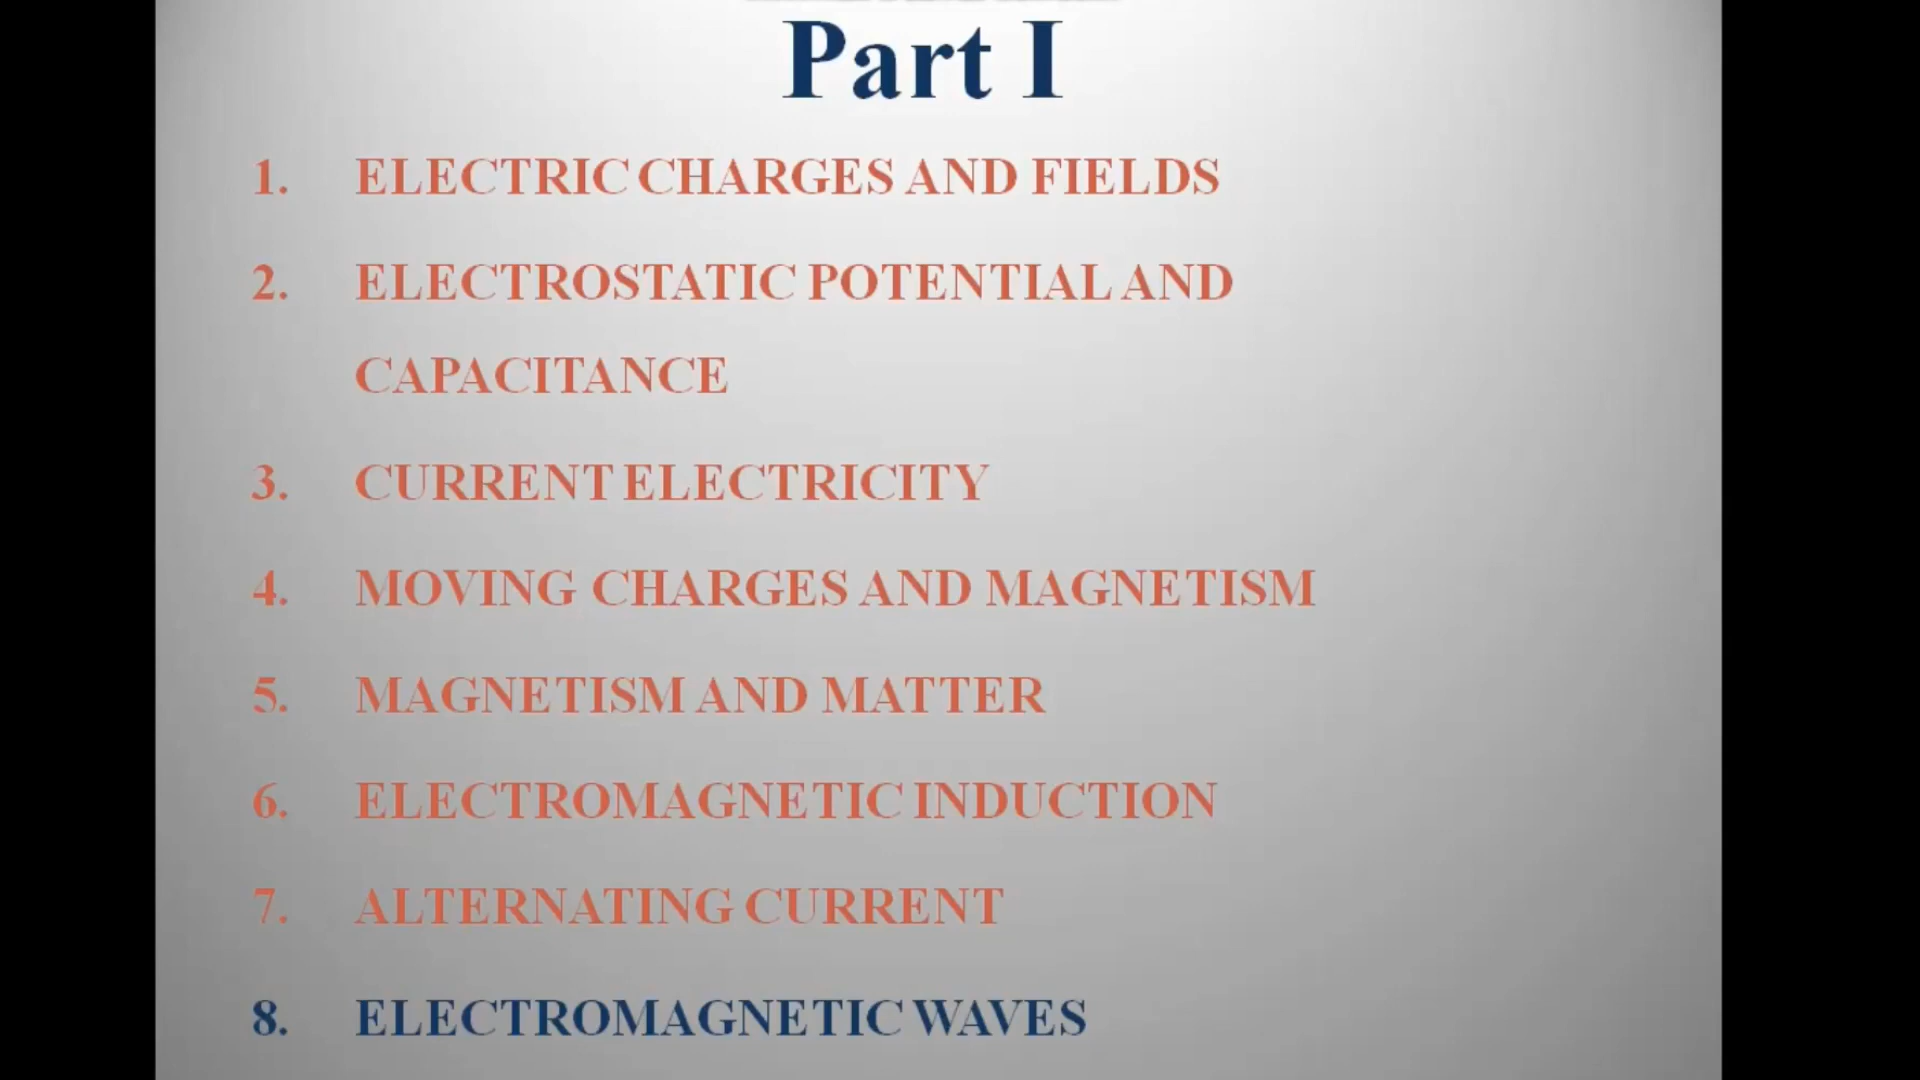 Part I
1. ELECTRIC CHARGES AND FIELDS
2. ELECTROSTATIC POTENTIAL AND
CAPACITANCE
3. CURRENT ELECTRICITY
4. MOVING CHARGES AND MAGNETISM
5. MAGNETISM AND MATTER
6. ELECTROMAGNETIC INDUCTION
7. ALTERNATING CURRENT
8. ELECTROMAGNETIC WAVES